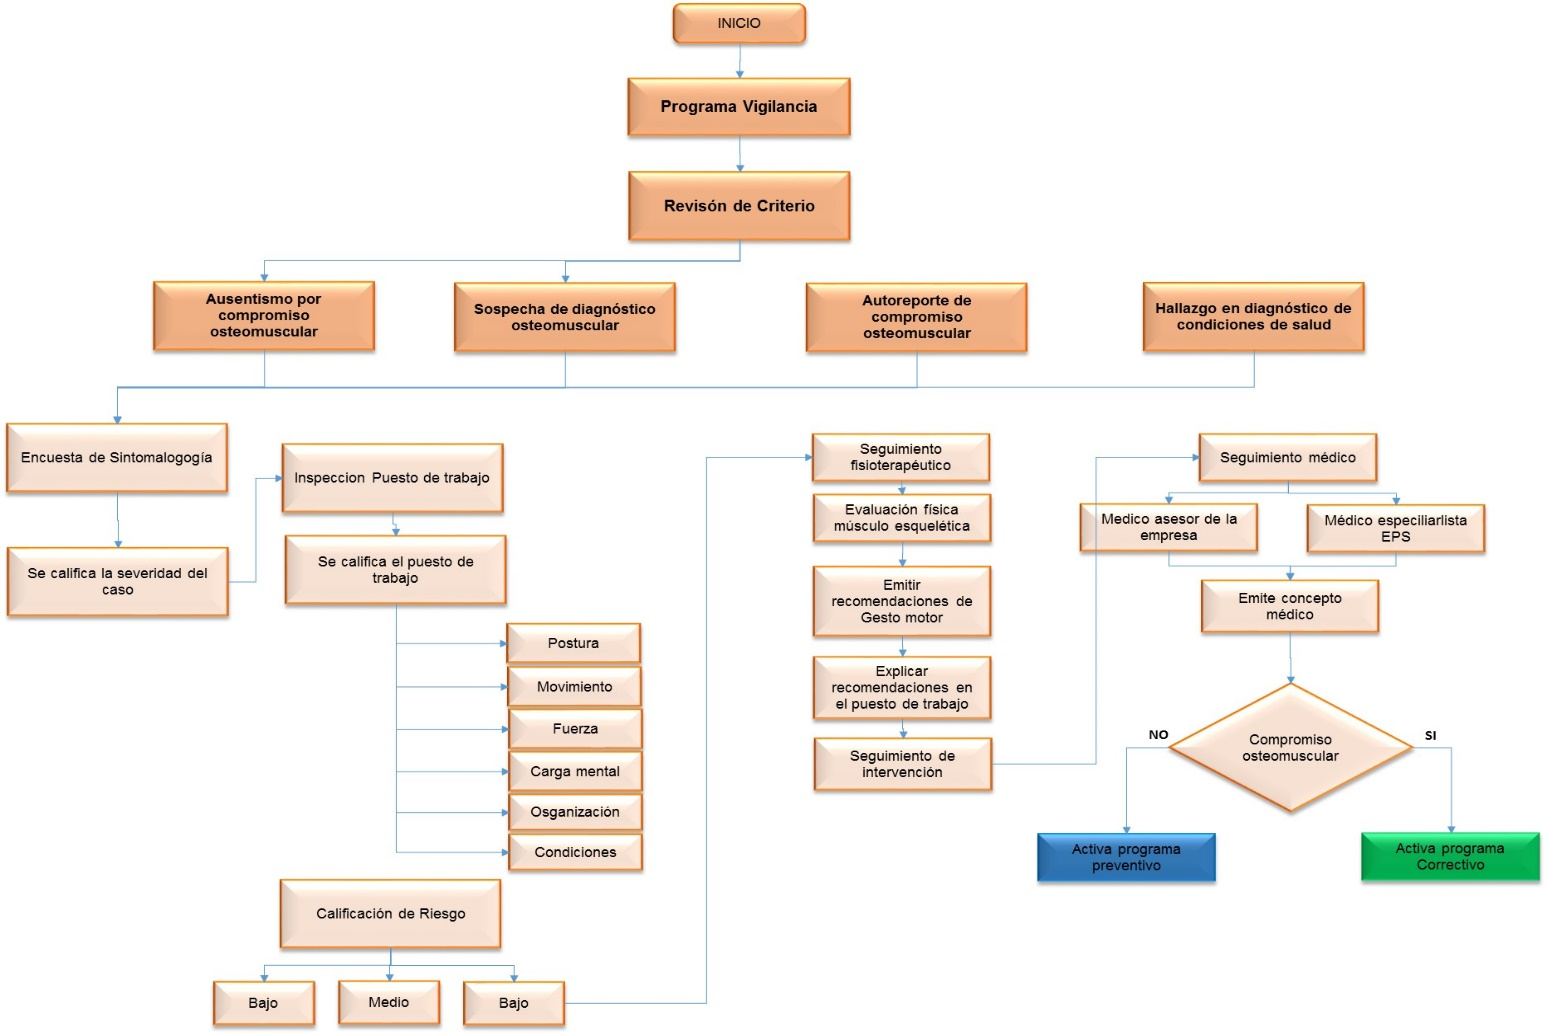 INICIO
Programa Vigilancia
Revisón de Criterio
Ausentismo por
compromiso
osteomuscular
Sospecha de diagnóstico
osteomuscular
Autoreporte de
compromiso
osteomuscular
Hallazgo en diagnóstico de
condiciones de salud
Encuesta de Sintomalogogía
Se califica la severidad del
caso
Inspeccion Puesto de trabajo
Se califica el puesto de
trabajo
Postura
Movimiento
Fuerza
Carga mental
Osganización
Condiciones
Calificación de Riesgo
Bajo
Medio
Bajo
Seguimiento
fisioterapéutico
Evaluación física
músculo esquelética
Emitir
recomendaciones de
Gesto motor
Explicar
recomendaciones en
el puesto de trabajo
Seguimiento de
intervención
Seguimiento médico
Medico asesor de la
empresa
Médico especiliarlista
EPS
Emite concepto
médico
Compromiso
osteomuscular
NO
SI
Activa programa
preventivo
Activa programa
Correctivo